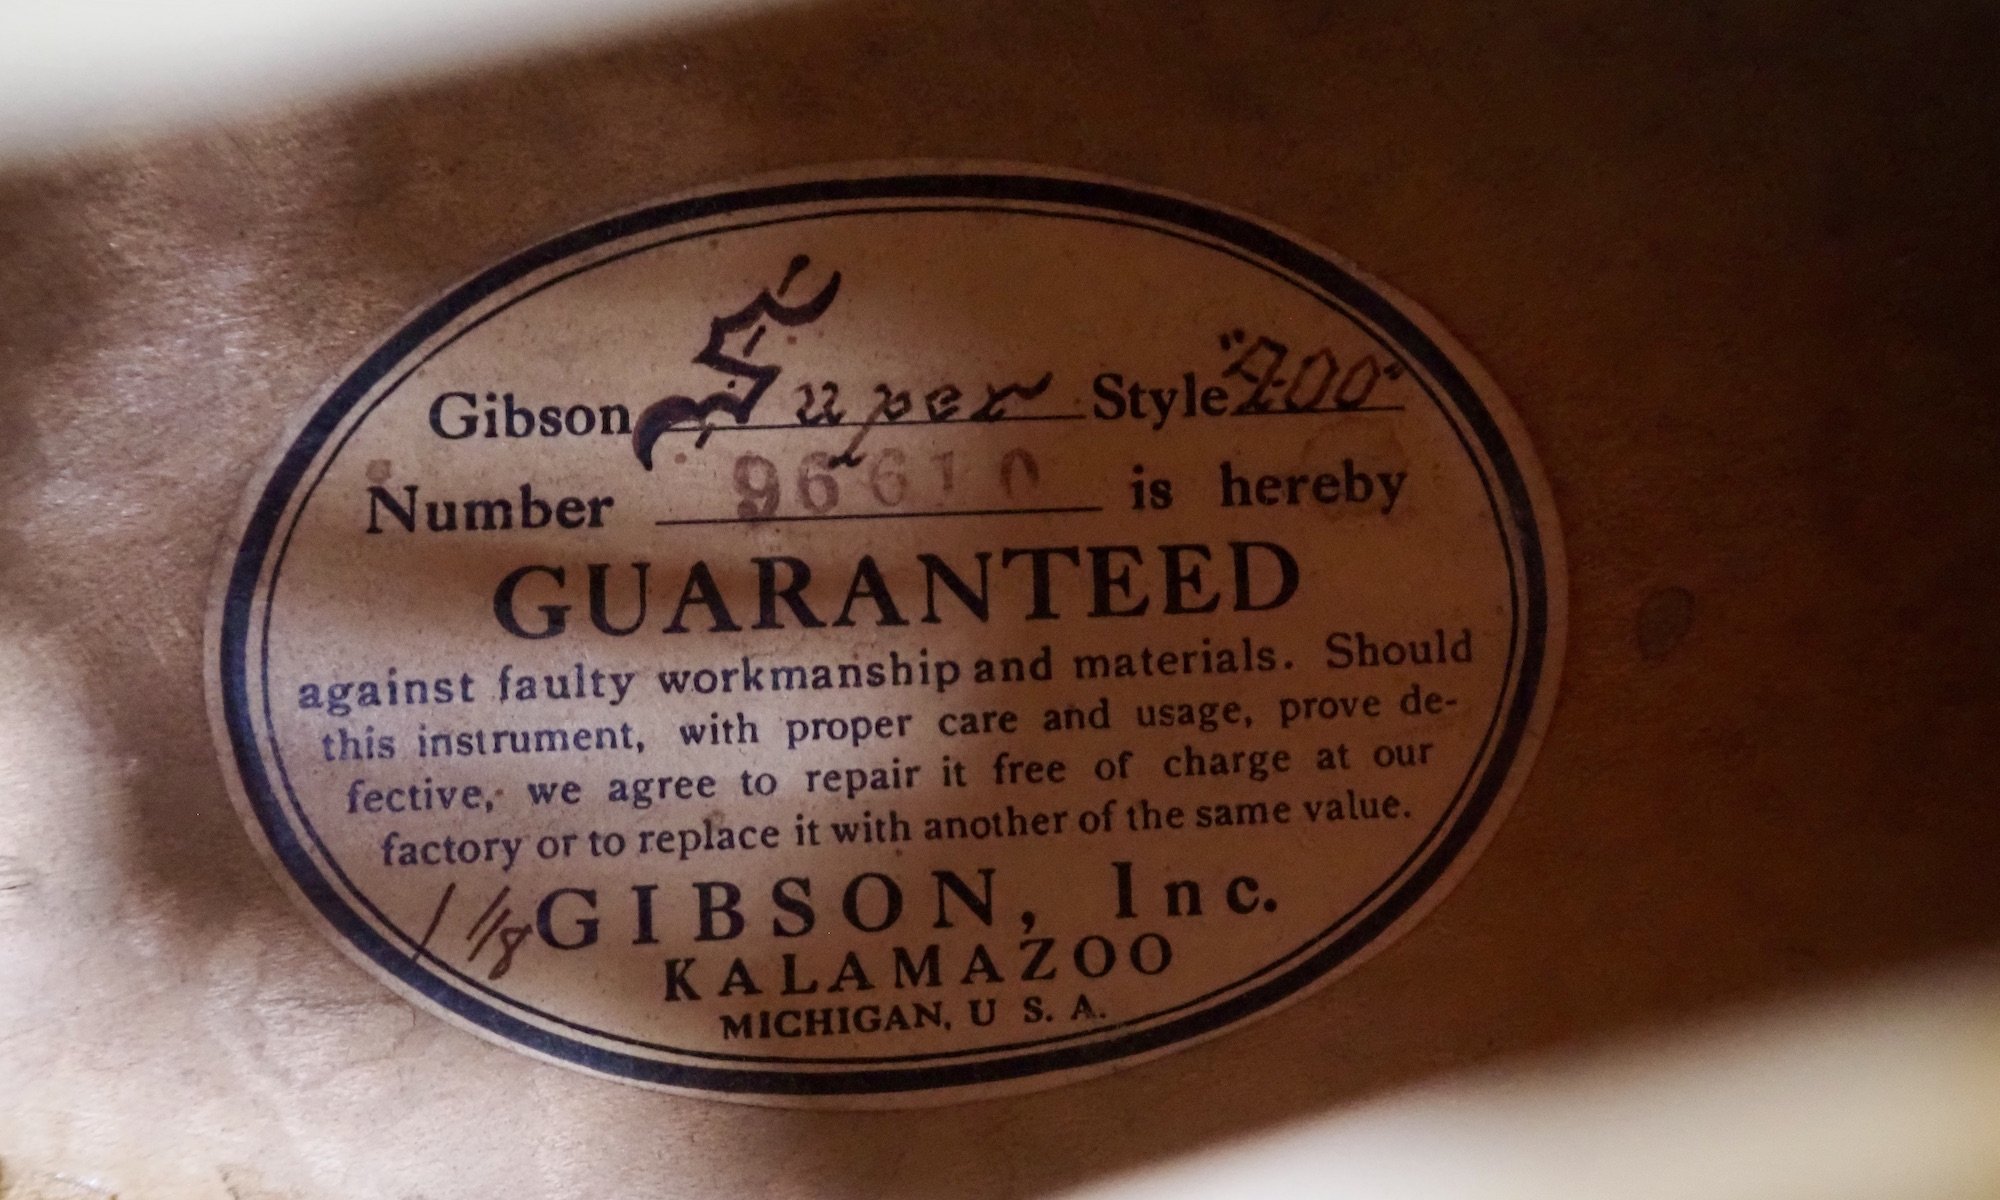 Gibson Super Style "400"
Number 96610 is hereby
GUARANTEED
against faulty workmanship and materials. Should
this instrument, with proper care and usage, prove de-
fective, we agree to repair it free of charge at our
factory or to replace it with another of the same value.
1 1/8 GIBSON, Inc.
KALAMAZOO
MICHIGAN, U S. A.